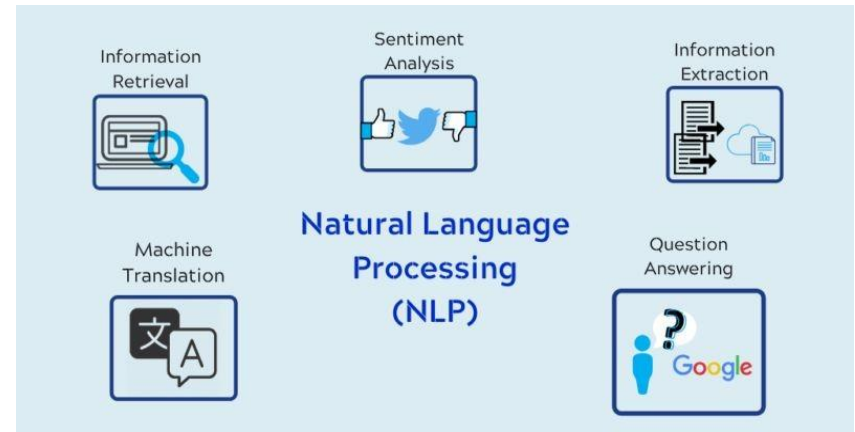 Information
Retrieval
Sentiment
Analysis
Information
Extraction
Natural Language
Processing
(NLP)
Machine
Translation
文
A
Question
Answering
?
Google